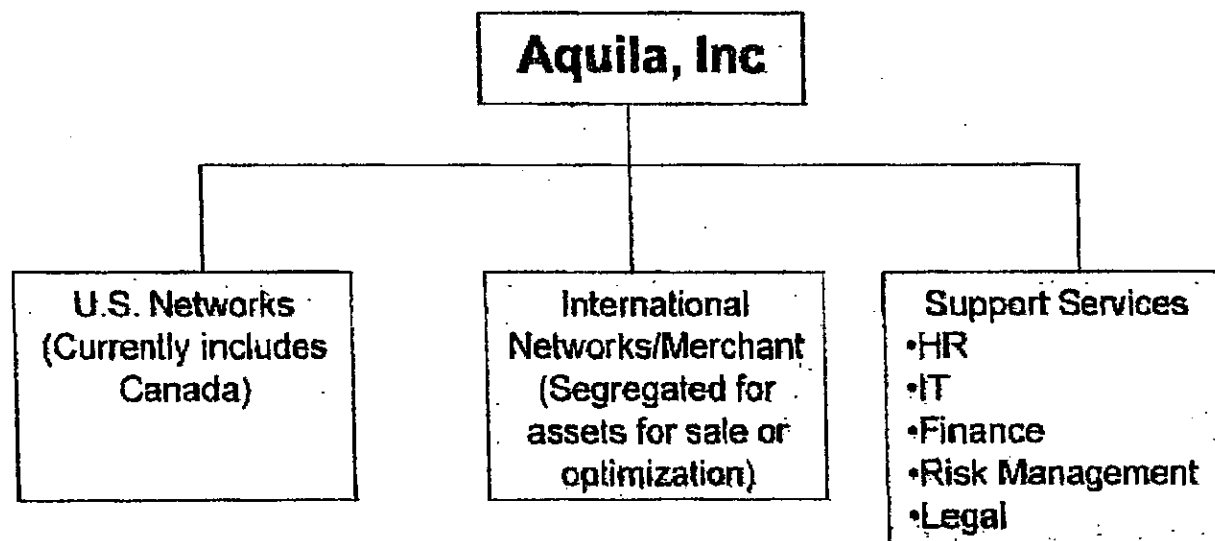 Aquila, Inc
U.S. Networks
(Currently includes
Canada)
International
Networks/Merchant
(Segregated for
assets for sale or
optimization)
Support Services
•HR
•IT
•Finance
•Risk Management
•Legal